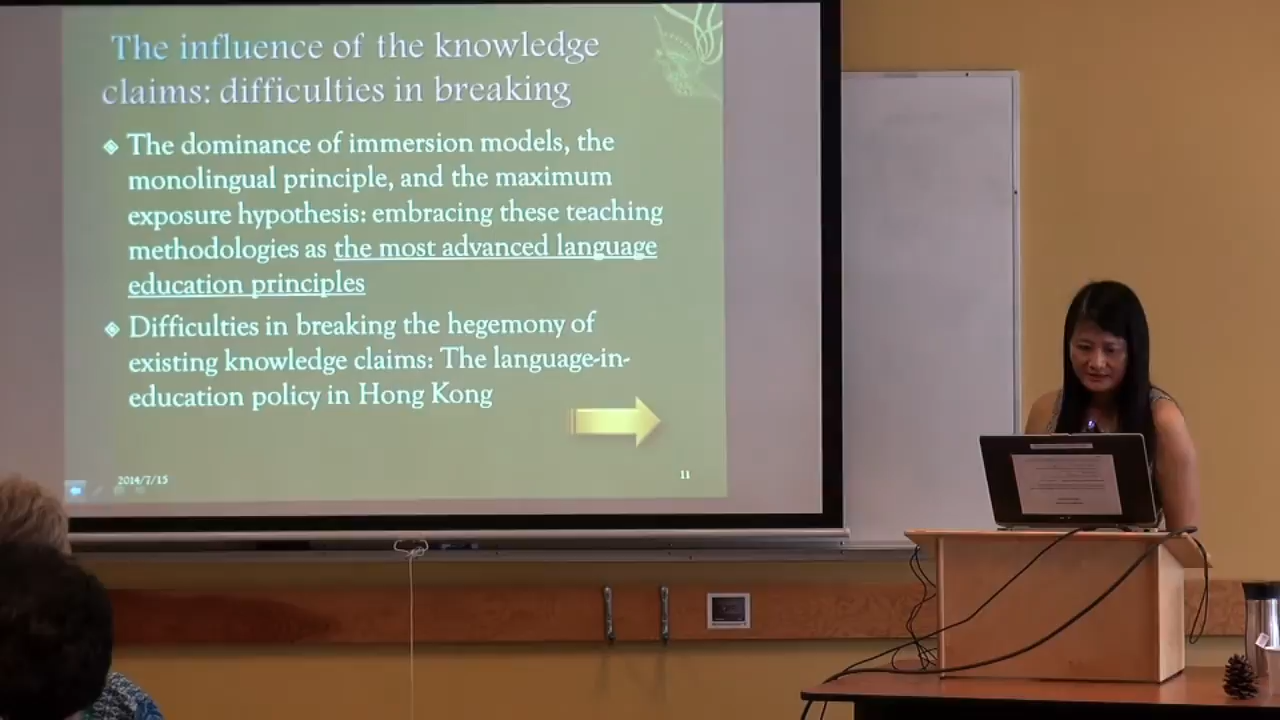 The influence of the knowledge
claims: difficulties in breaking
The dominance of immersion models, the
monolingual principle, and the maximum
exposure hypothesis: embracing these teaching
methodologies as the most advanced language
education principles
Difficulties in breaking the hegemony of
existing knowledge claims: The language-in-
education policy in Hong Kong
2014/7/15
11